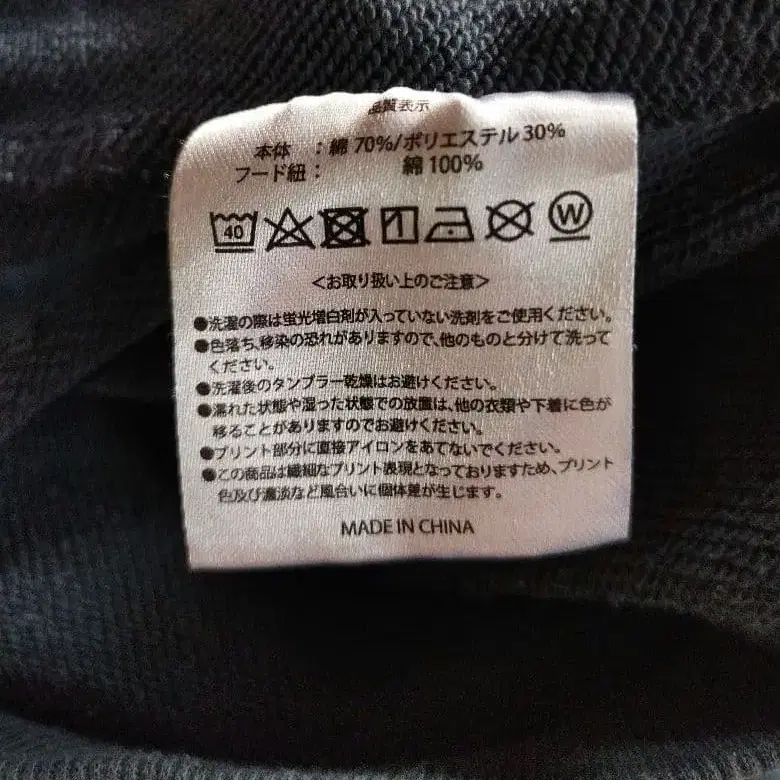 品質表示
本体 : 綿 70%/ポリエステル 30%
フード紐 : 綿 100%
40 W
<お取り扱い上のご注意>
●洗濯の際は蛍光増白剤が入っていない洗剤をご使用ください。
●色落ち、移染の恐れがありますので、他のものと分けて洗って
ください。
●洗濯後のタンブラー乾燥はお避けください。
●濡れた状態や湿った状態での放置は、他の衣類や下着に色が
移ることがありますのでお避けください。
●プリント部分に直接アイロンをあてないでください。
●この商品は繊細なプリント表現となっておりますため、プリント
色及び濃淡など風合いに個体差が生じます。
MADE IN CHINA